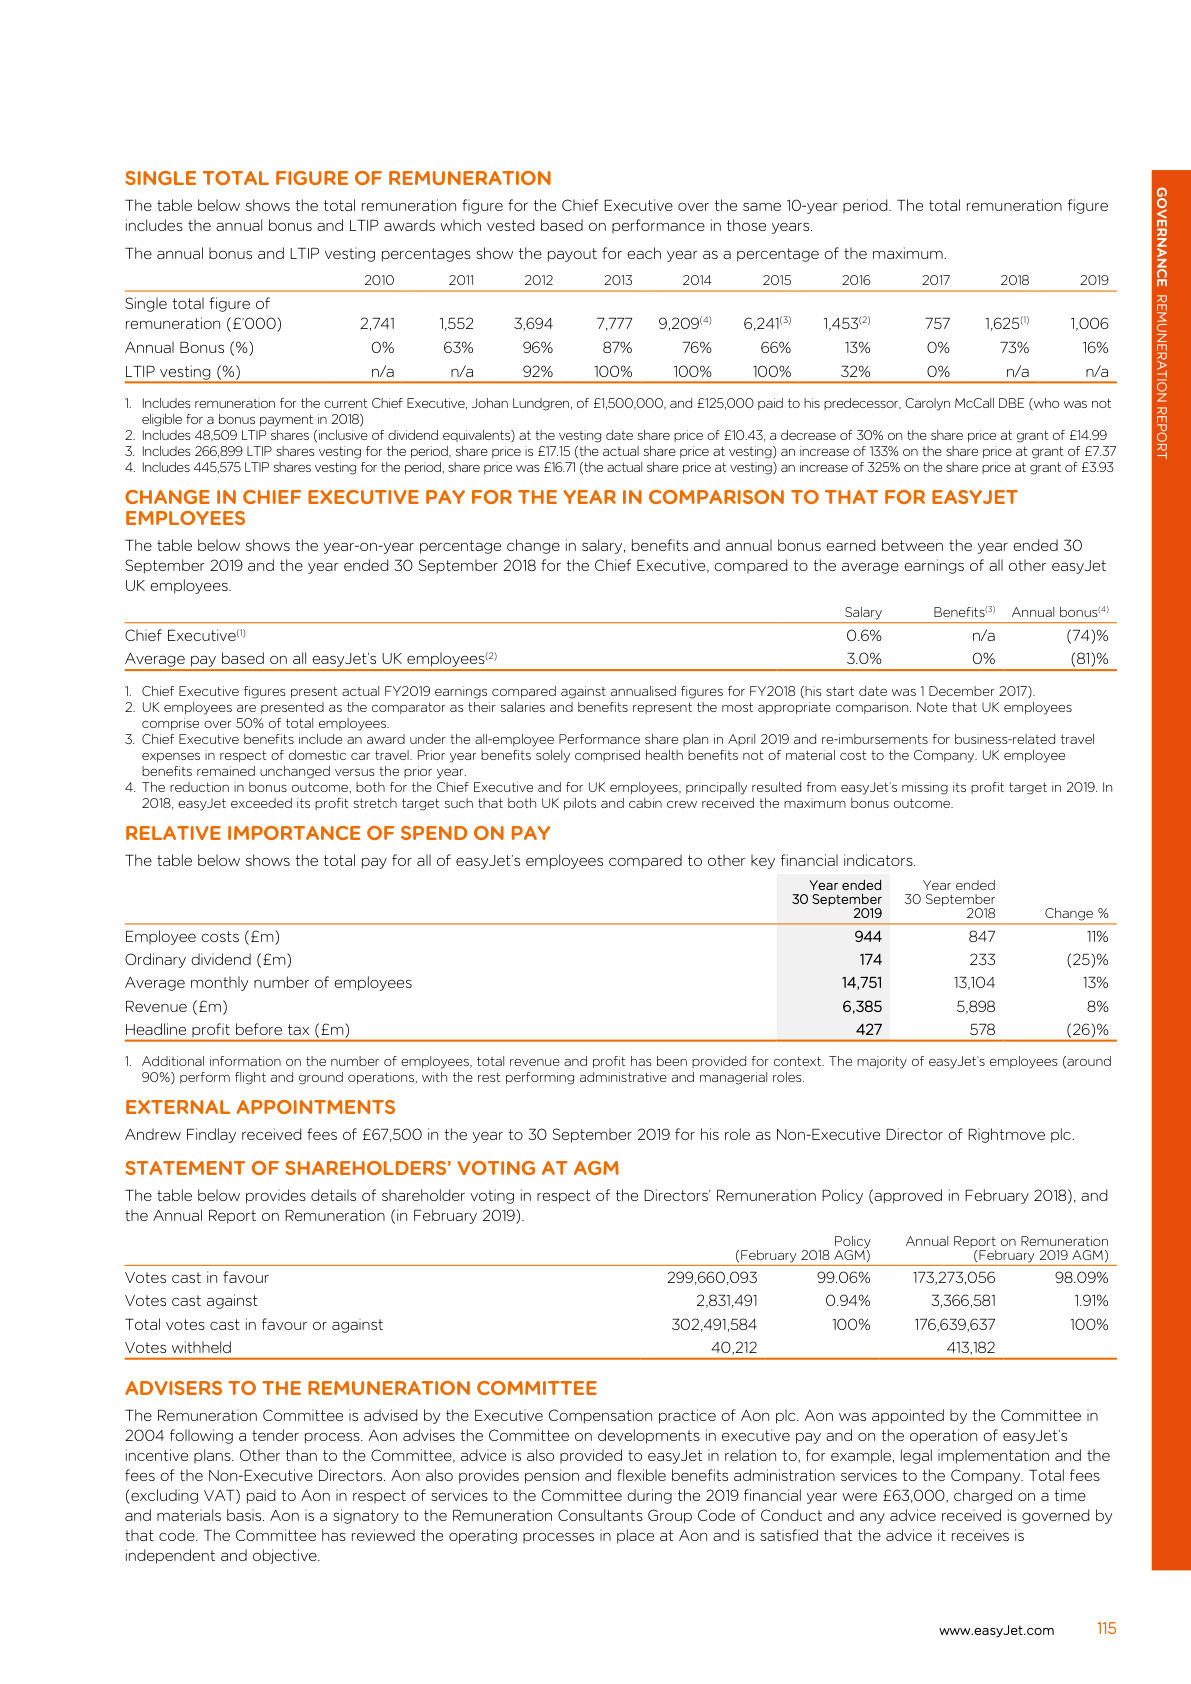 SINGLE TOTAL FIGURE OF REMUNERATION
The table below shows the total remuneration figure for the Chief Executive over the same 10-year period. The total remuneration figure
includes the annual bonus and LTIP awards which vested based on performance in those years.
The annual bonus and LTIP vesting percentages show the payout for each year as a percentage of the maximum.
2010 2011 2012 2013 2014 2015 2016 2017 2018 2019
Single total figure of
remuneration (£'000) 2,741 1,552 3,694 7,777 9,209(4) 6,241(3) 1,453(2) 757 1,625(1) 1,006
Annual Bonus (%) 0% 63% 96% 87% 76% 66% 13% 0% 73% 16%
LTIP vesting (%) n/a n/a 92% 100% 100% 100% 32% 0% n/a n/a
1. Includes remuneration for the current Chief Executive, Johan Lundgren, of £1,500,000, and £125,000 paid to his predecessor, Carolyn McCall DBE (who was not
eligible for a bonus payment in 2018)
2. Includes 48,509 LTIP shares (inclusive of dividend equivalents) at the vesting date share price of £10.43, a decrease of 30% on the share price at grant of £14.99
3. Includes 266,899 LTIP shares vesting for the period, share price is £17.15 (the actual share price at vesting) an increase of 133% on the share price at grant of £7.37
4. Includes 445,575 LTIP shares vesting for the period, share price was £16.71 (the actual share price at vesting) an increase of 325% on the share price at grant of £3.93
CHANGE IN CHIEF EXECUTIVE PAY FOR THE YEAR IN COMPARISON TO THAT FOR EASYJET
EMPLOYEES
The table below shows the year-on-year percentage change in salary, benefits and annual bonus earned between the year ended 30
September 2019 and the year ended 30 September 2018 for the Chief Executive, compared to the average earnings of all other easyJet
UK employees.
Salary Benefits(3) Annual bonus(4)
Chief Executive(1) 0.6% n/a (74)%
Average pay based on all easyJet's UK employees(2) 3.0% 0% (81)%
1. Chief Executive figures present actual FY2019 earnings compared against annualised figures for FY2018 (his start date was 1 December 2017).
2. UK employees are presented as the comparator as their salaries and benefits represent the most appropriate comparison. Note that UK employees
comprise over 50% of total employees.
3. Chief Executive benefits include an award under the all-employee Performance share plan in April 2019 and re-imbursements for business-related travel
expenses in respect of domestic car travel. Prior year benefits solely comprised health benefits not of material cost to the Company. UK employee
benefits remained unchanged versus the prior year.
4. The reduction in bonus outcome, both for the Chief Executive and for UK employees, principally resulted from easyJet's missing its profit target in 2019. In
2018, easyJet exceeded its profit stretch target such that both UK pilots and cabin crew received the maximum bonus outcome.
RELATIVE IMPORTANCE OF SPEND ON PAY
The table below shows the total pay for all of easyJet's employees compared to other key financial indicators.
Year ended Year ended
30 September 30 September
2019 2018 Change %
Employee costs (£m) 944 847 11%
Ordinary dividend (£m) 174 233 (25)%
Average monthly number of employees 14,751 13,104 13%
Revenue (£m) 6,385 5,898 8%
Headline profit before tax (£m) 427 578 (26)%
1. Additional information on the number of employees, total revenue and profit has been provided for context. The majority of easyJet's employees (around
90%) perform flight and ground operations, with the rest performing administrative and managerial roles.
EXTERNAL APPOINTMENTS
Andrew Findlay received fees of £67,500 in the year to 30 September 2019 for his role as Non-Executive Director of Rightmove plc.
STATEMENT OF SHAREHOLDERS' VOTING AT AGM
The table below provides details of shareholder voting in respect of the Directors' Remuneration Policy (approved in February 2018), and
the Annual Report on Remuneration (in February 2019).
Policy Annual Report on Remuneration
(February 2018 AGM) (February 2019 AGM)
Votes cast in favour 299,660,093 99.06% 173,273,056 98.09%
Votes cast against 2,831,491 0.94% 3,366,581 1.91%
Total votes cast in favour or against 302,491,584 100% 176,639,637 100%
Votes withheld 40,212 413,182
ADVISERS TO THE REMUNERATION COMMITTEE
The Remuneration Committee is advised by the Executive Compensation practice of Aon plc. Aon was appointed by the Committee in
2004 following a tender process. Aon advises the Committee on developments in executive pay and on the operation of easyJet's
incentive plans. Other than to the Committee, advice is also provided to easyJet in relation to, for example, legal implementation and the
fees of the Non-Executive Directors. Aon also provides pension and flexible benefits administration services to the Company. Total fees
(excluding VAT) paid to Aon in respect of services to the Committee during the 2019 financial year were £63,000, charged on a time
and materials basis. Aon is a signatory to the Remuneration Consultants Group Code of Conduct and any advice received is governed by
that code. The Committee has reviewed the operating processes in place at Aon and is satisfied that the advice it receives is
independent and objective.
GOVERNANCE REMUNERATION REPORT
www.easyJet.com 115